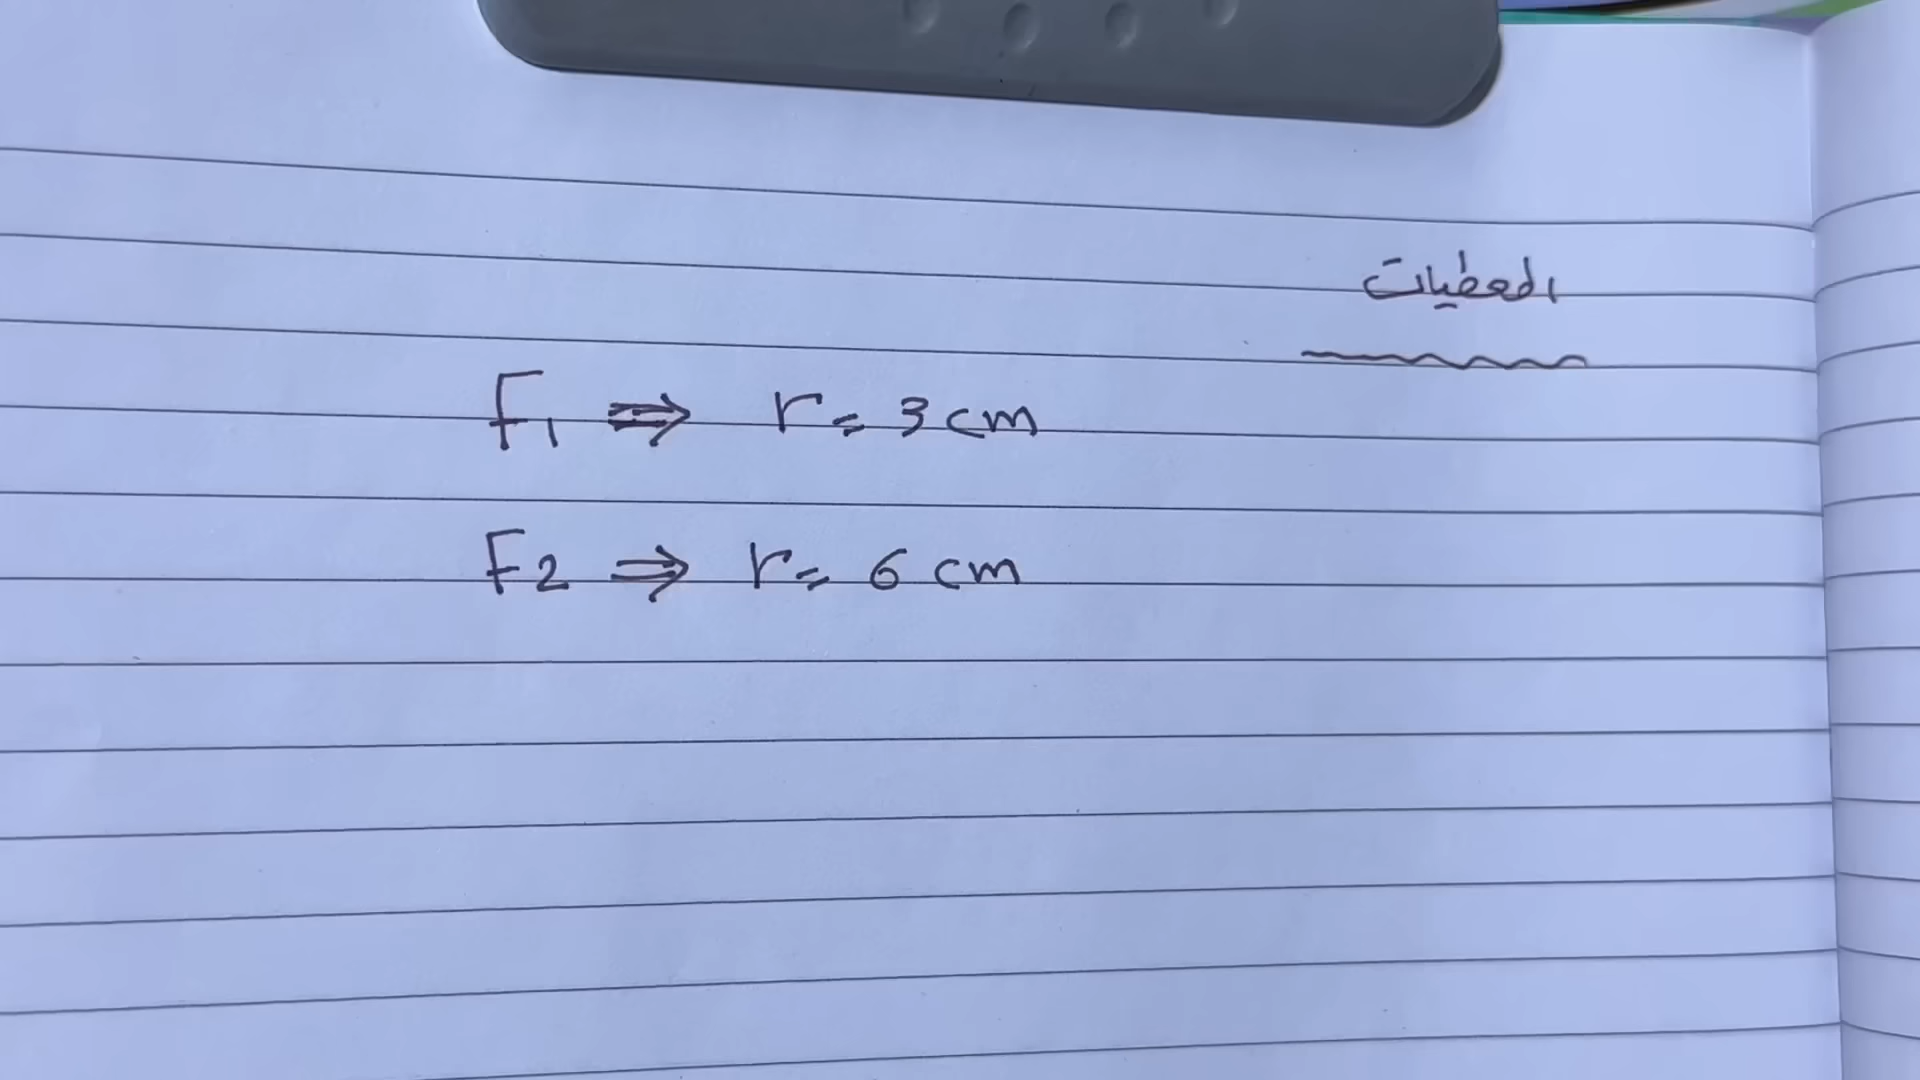 المعطيات
F₁ ⇒ r = 3 cm
F2 ⇒ r = 6 cm